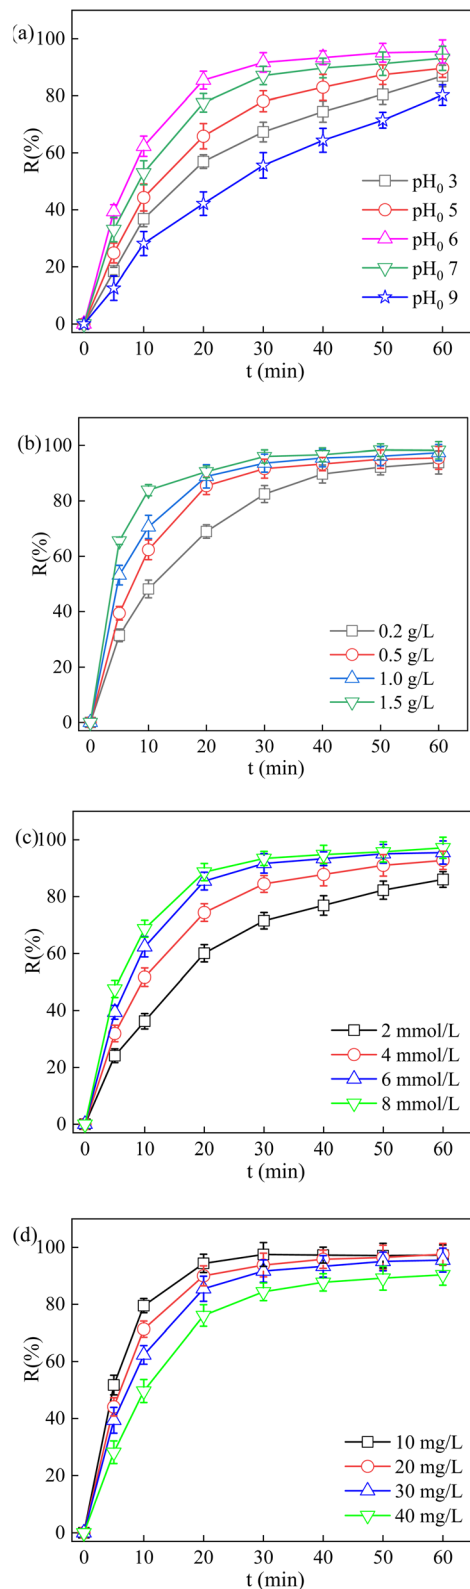 (a)
100
80
60
40
20
0
R(%)
pH₀ 3
pH₀ 5
pH₀ 6
pH₀ 7
pH₀ 9
0 10 20 30 40 50 60
t (min)
(b)
100
80
60
40
20
0
R(%)
0.2 g/L
0.5 g/L
1.0 g/L
1.5 g/L
0 10 20 30 40 50 60
t (min)
(c)
100
80
60
40
20
0
R(%)
2 mmol/L
4 mmol/L
6 mmol/L
8 mmol/L
0 10 20 30 40 50 60
t (min)
(d)
100
80
60
40
20
0
R(%)
10 mg/L
20 mg/L
30 mg/L
40 mg/L
0 10 20 30 40 50 60
t (min)